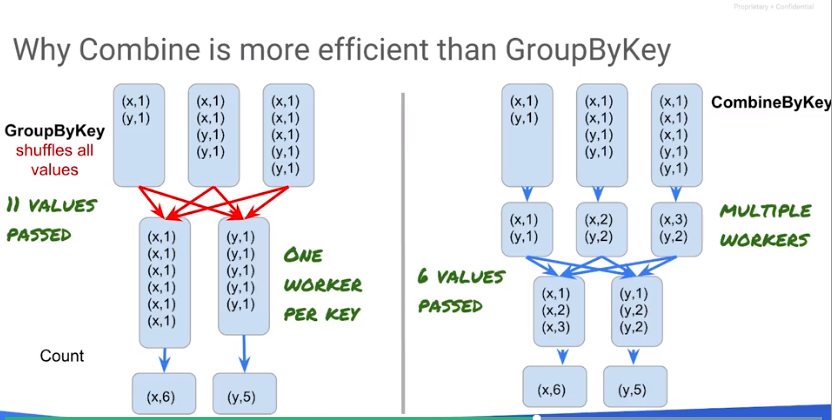 Proprietary + Confidential
Why Combine is more efficient than GroupByKey
GroupByKey
shuffles all
values
11 VALUES
PASSED
(x,1)
(y,1)
(x,1)
(x,1)
(y,1)
(y,1)
(x,1)
(x,1)
(x,1)
(y,1)
(y,1)
(x,1)
(x,1)
(x,1)
(x,1)
(x,1)
(x,1)
(y,1)
(y,1)
(y,1)
(y,1)
(y,1)
ONE
WORKER
PER KEY
Count
(x,6)
(y,5)
CombineByKey
(x,1)
(y,1)
(x,1)
(x,1)
(y,1)
(y,1)
(x,1)
(x,1)
(x,1)
(y,1)
(y,1)
(x,1)
(y,1)
(x,2)
(y,2)
(x,3)
(y,2)
MULTIPLE
WORKERS
6 VALUES
PASSED
(x,1)
(x,2)
(x,3)
(y,1)
(y,2)
(y,2)
(x,6)
(y,5)